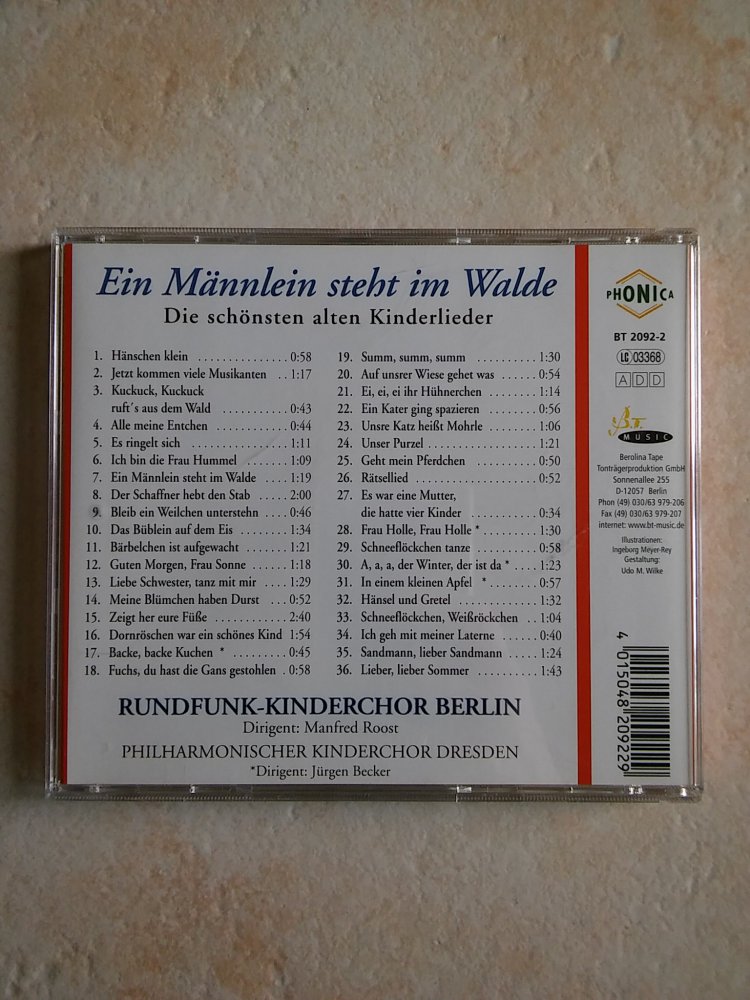 Ein Männlein steht im Walde
Die schönsten alten Kinderlieder
1. Hänschen klein . . . . . . . . . . . . . . . 0:58
2. Jetzt kommen viele Musikanten . . 1:17
3. Kuckuck, Kuckuck
ruft´s aus dem Wald . . . . . . . . . . . 0:43
4. Alle meine Entchen . . . . . . . . . . . 0:44
5. Es ringelt sich . . . . . . . . . . . . . . . 1:11
6. Ich bin die Frau Hummel . . . . . . . 1:09
7. Ein Männlein steht im Walde . . . . 1:19
8. Der Schaffner hebt den Stab . . . . . 2:00
9. Bleib ein Weilchen unterstehn . . . . 0:46
10. Das Büblein auf dem Eis . . . . . . . . 1:34
11. Bärbelchen ist aufgewacht . . . . . . . 1:21
12. Guten Morgen, Frau Sonne . . . . . . 1:18
13. Liebe Schwester, tanz mit mir . . . . 1:29
14. Meine Blümchen haben Durst . . . . 0:52
15. Zeigt her eure Füße . . . . . . . . . . . . 2:40
16. Dornröschen war ein schönes Kind 1:54
17. Backe, backe Kuchen * . . . . . . . . . 0:45
18. Fuchs, du hast die Gans gestohlen . 0:58
19. Summ, summ, summ . . . . . . . . . . 1:30
20. Auf unsrer Wiese gehet was . . . . . . 0:54
21. Ei, ei, ei ihr Hühnerchen . . . . . . . . 1:14
22. Ein Kater ging spazieren . . . . . . . . 0:56
23. Unsre Katz heißt Mohrle . . . . . . . . 1:06
24. Unser Purzel . . . . . . . . . . . . . . . . 1:21
25. Geht mein Pferdchen . . . . . . . . . . 0:50
26. Rätsellied . . . . . . . . . . . . . . . . . . 0:52
27. Es war eine Mutter,
die hatte vier Kinder . . . . . . . . . . . 0:34
28. Frau Holle, Frau Holle * . . . . . . . . 1:30
29. Schneeflöckchen tanze . . . . . . . . . 0:58
30. A, a, a, der Winter, der ist da * . . . . 1:23
31. In einem kleinen Apfel * . . . . . . . . 0:57
32. Hänsel und Gretel . . . . . . . . . . . . 1:32
33. Schneeflöckchen, Weißröckchen . . 1:04
34. Ich geh mit meiner Laterne . . . . . . 0:40
35. Sandmann, lieber Sandmann . . . . . 1:24
36. Lieber, lieber Sommer . . . . . . . . . 1:43
RUNDFUNK-KINDERCHOR BERLIN
Dirigent: Manfred Roost
PHILHARMONISCHER KINDERCHOR DRESDEN
*Dirigent: Jürgen Becker
PHONICA
BT 2092-2
LC 03368
ADD
B.T.
MUSIC
Berolina Tape
Tonträgerproduktion GmbH
Sonnenallee 255
D-12057 Berlin
Phon (49) 030/63 979-206
Fax (49) 030/63 979-207
internet: www.bt-music.de
Illustrationen:
Ingeborg Meyer-Rey
Gestaltung:
Udo M. Wilke
4 015048 209229